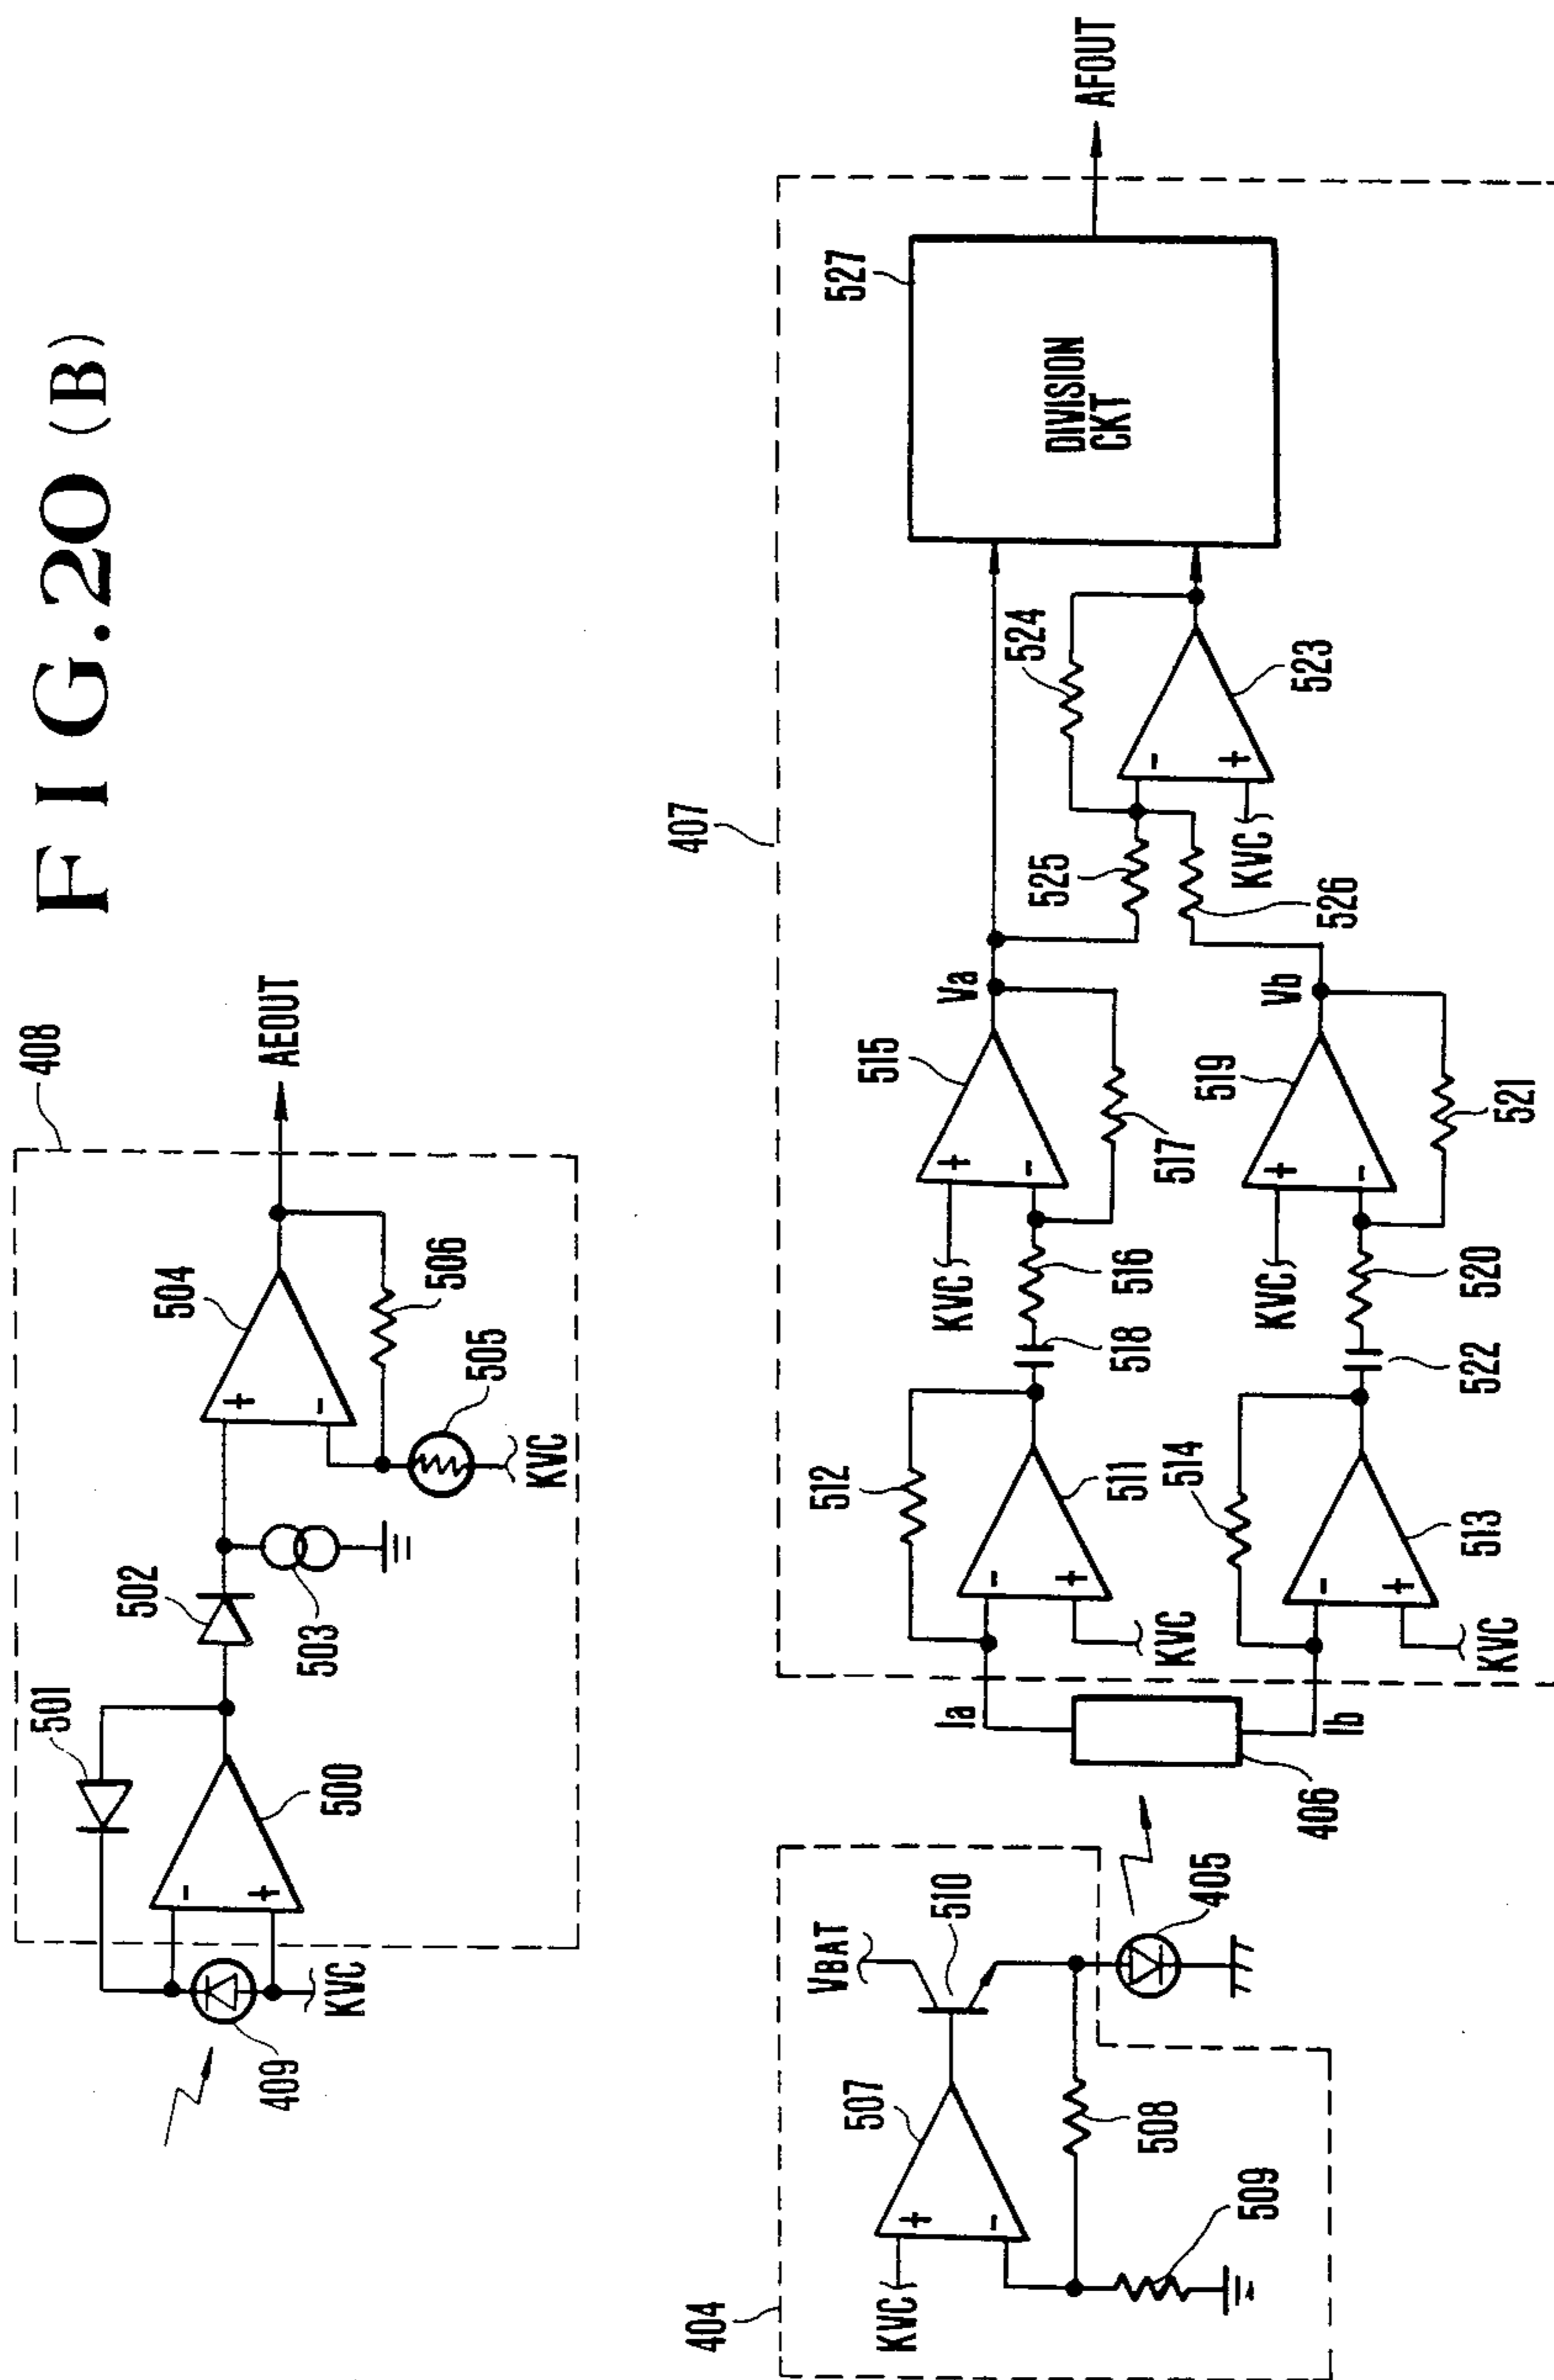 FIG.20 (B)
408
AEOUT
501
502
504
500
503
506
505
KVC
KVC
409
407
AFOUT
527
DIVISION
CKT
524
523
525
526
KVC
Va
Vb
515
517
519
521
KVC
KVC
516
518
520
522
512
511
514
513
KVC
KVC
Ia
Ib
406
404
VBAT
510
405
507
508
509
KVC
+
-
+
-
+
-
+
-
+
-
+
-
+
-
+
-